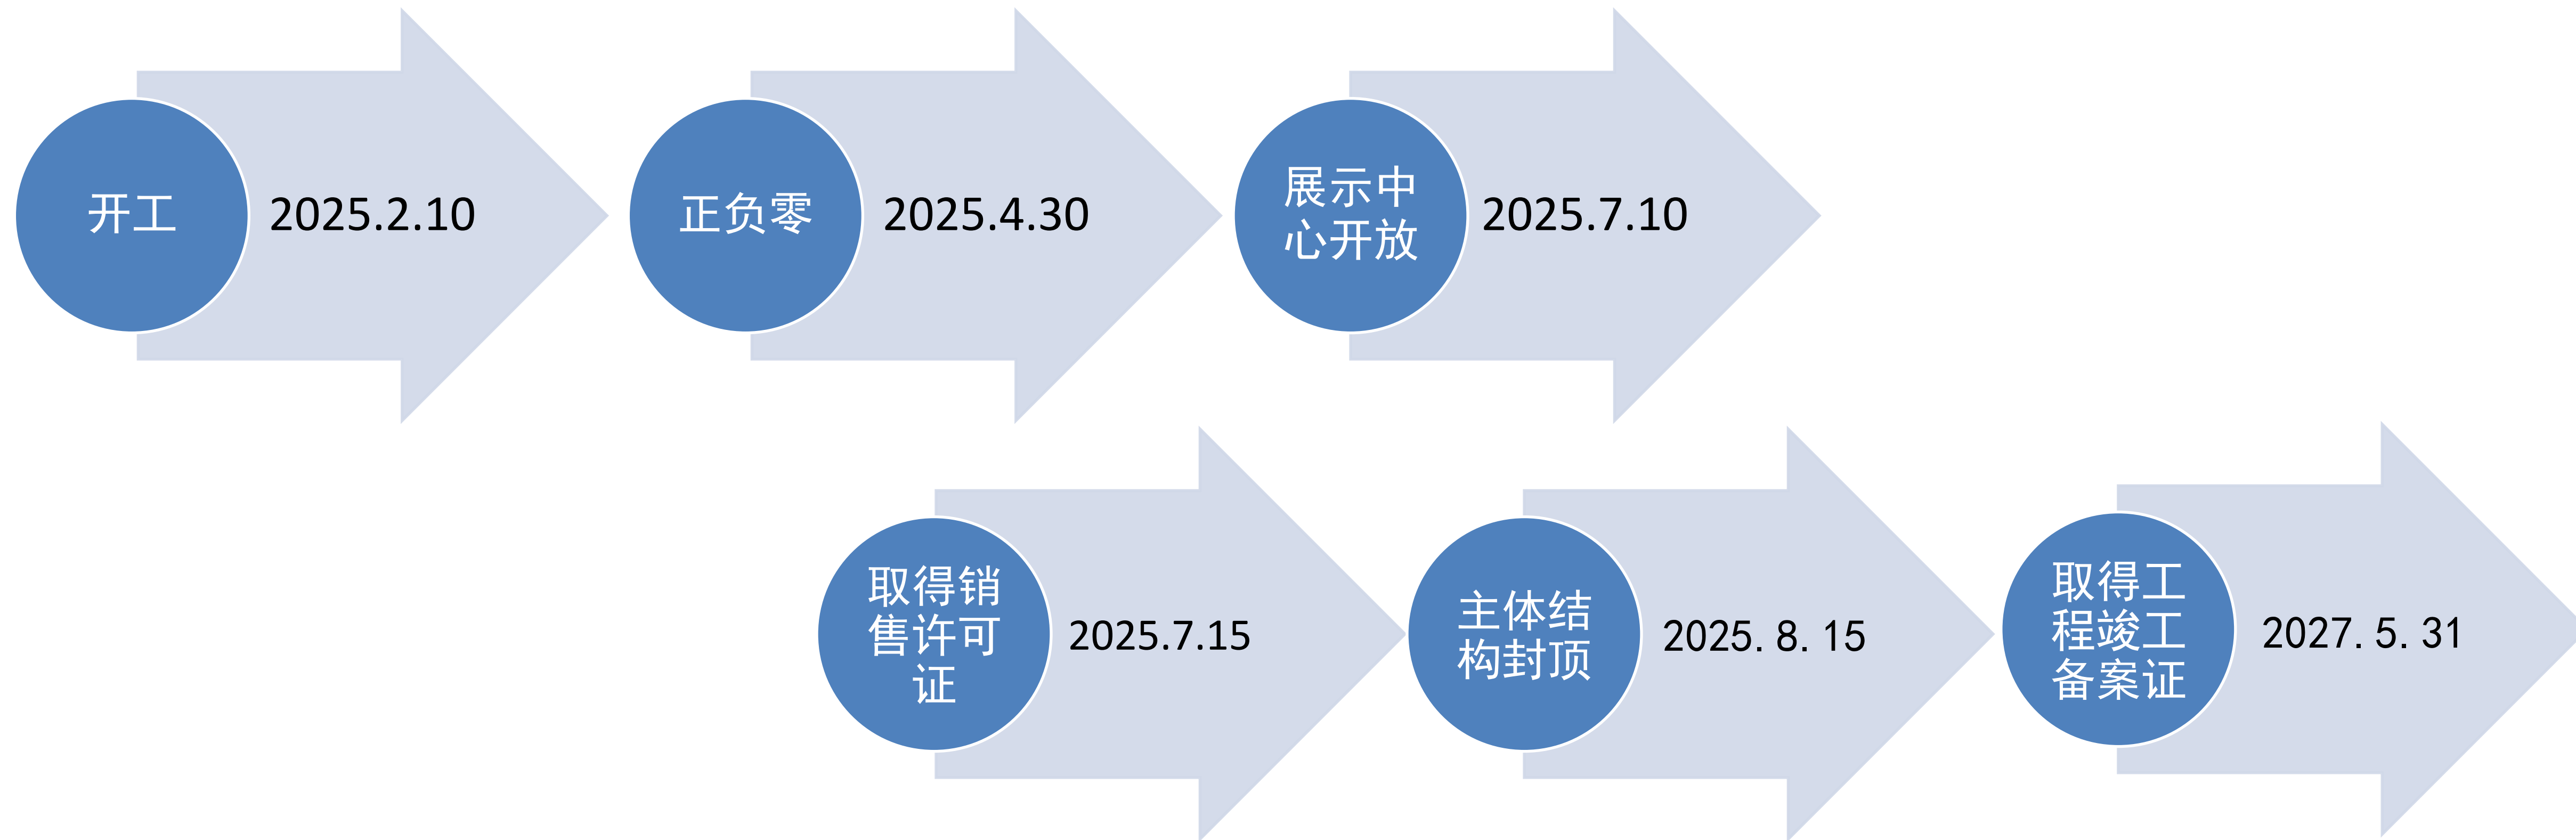 开工
2025.2.10
正负零
2025.4.30
展示中
心开放
2025.7.10
取得销
售许可
证
2025.7.15
主体结
构封顶
2025. 8. 15
取得工
程竣工
备案证
2027. 5. 31